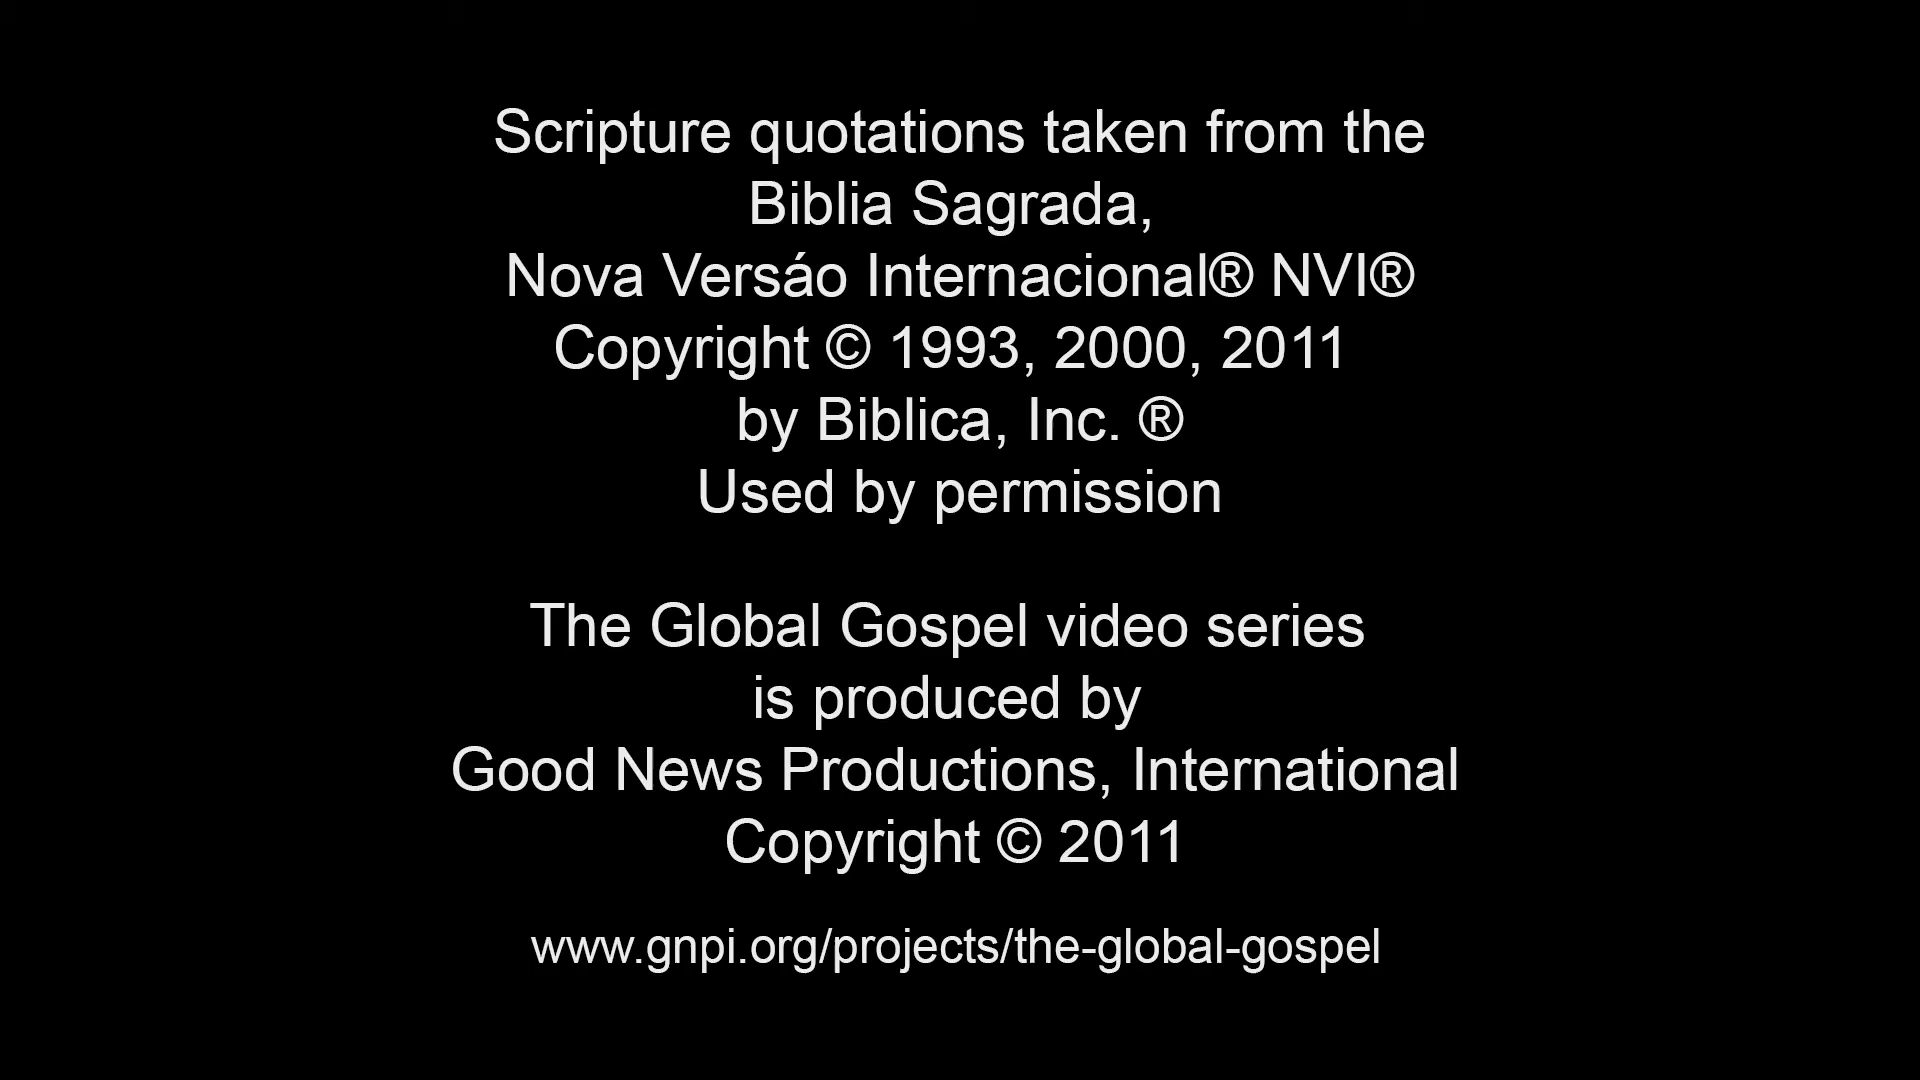 Scripture quotations taken from the
Biblia Sagrada,
Nova Versáo Internacional® NVI®
Copyright © 1993, 2000, 2011
by Biblica, Inc. ®
Used by permission
The Global Gospel video series
is produced by
Good News Productions, International
Copyright © 2011
www.gnpi.org/projects/the-global-gospel